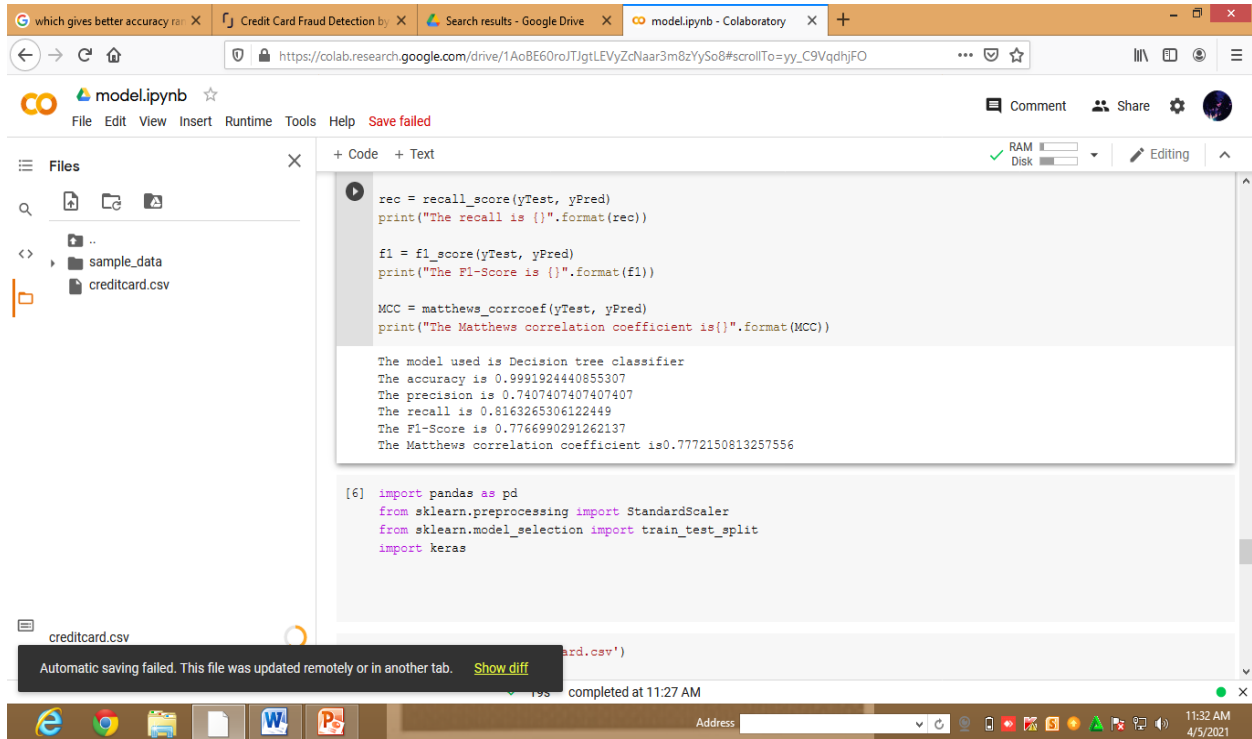 which gives better accuracy ran
Credit Card Fraud Detection by
Search results - Google Drive
model.ipynb - Colaboratory
https://colab.research.google.com/drive/1AoBE60roJTJgtLEVyZcNaar3m8zYySo8#scrollTo=yy_C9VqdhjFO
model.ipynb
Comment
Share
File Edit View Insert Runtime Tools Help Save failed
Files
+ Code + Text
RAM
Disk
Editing
..
sample_data
creditcard.csv
rec = recall_score(yTest, yPred)
print("The recall is {}".format(rec))
f1 = f1_score(yTest, yPred)
print("The F1-Score is {}".format(f1))
MCC = matthews_corrcoef(yTest, yPred)
print("The Matthews correlation coefficient is{}".format(MCC))
The model used is Decision tree classifier
The accuracy is 0.9991924440855307
The precision is 0.7407407407407407
The recall is 0.8163265306122449
The F1-Score is 0.7766990291262137
The Matthews correlation coefficient is0.7772150813257556
[6] import pandas as pd
from sklearn.preprocessing import StandardScaler
from sklearn.model_selection import train_test_split
import keras
creditcard.csv
ard.csv')
Automatic saving failed. This file was updated remotely or in another tab. Show diff
19s completed at 11:27 AM
Address
11:32 AM
4/5/2021